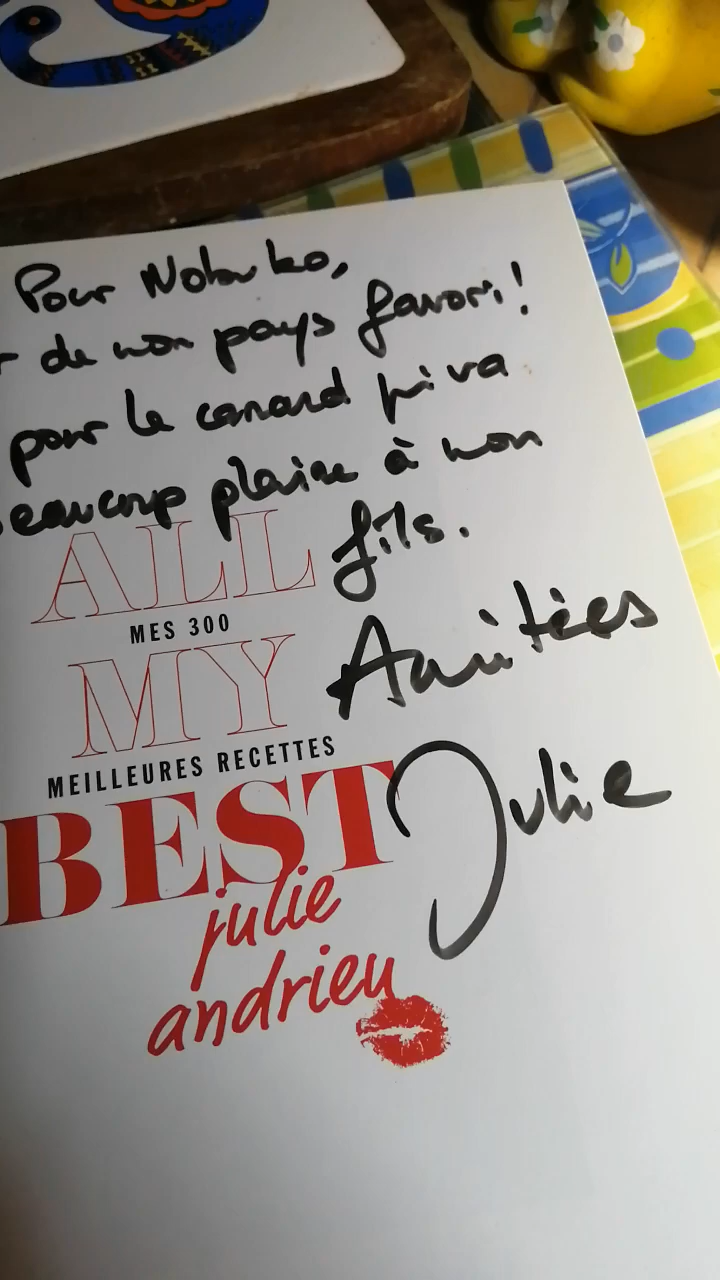 Pour Nobuko,
de mon pays favori!
pour le canard qui va
beaucoup plaire à mon
fils.
Amitiées
Julie
ALL
MES 300
MY
MEILLEURES RECETTES
BEST
julie
andrieu